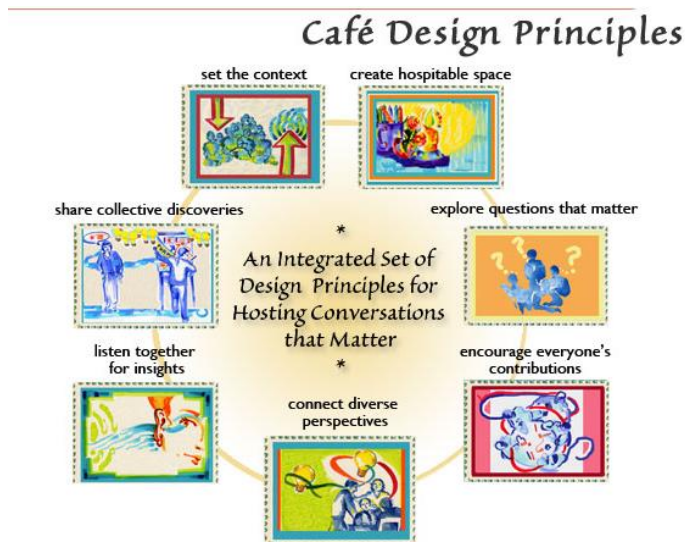 Café Design Principles
set the context
create hospitable space
share collective discoveries
explore questions that matter
*
An Integrated Set of
Design Principles for
Hosting Conversations
that Matter
*
listen together
for insights
encourage everyone's
contributions
connect diverse
perspectives
? ? ?